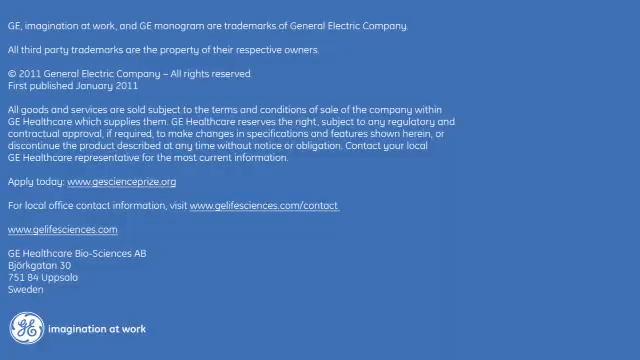 GE, imagination at work, and GE monogram are trademarks of General Electric Company.
All third party trademarks are the property of their respective owners.
© 2011 General Electric Company – All rights reserved.
First published January 2011
All goods and services are sold subject to the terms and conditions of sale of the company within
GE Healthcare which supplies them. GE Healthcare reserves the right, subject to any regulatory and
contractual approval, if required, to make changes in specifications and features shown herein, or
discontinue the product described at any time without notice or obligation. Contact your local
GE Healthcare representative for the most current information.
Apply today: www.gescienceprize.org
For local office contact information, visit www.gelifesciences.com/contact
www.gelifesciences.com
GE Healthcare Bio-Sciences AB
Björkgatan 30
751 84 Uppsala
Sweden
GE imagination at work